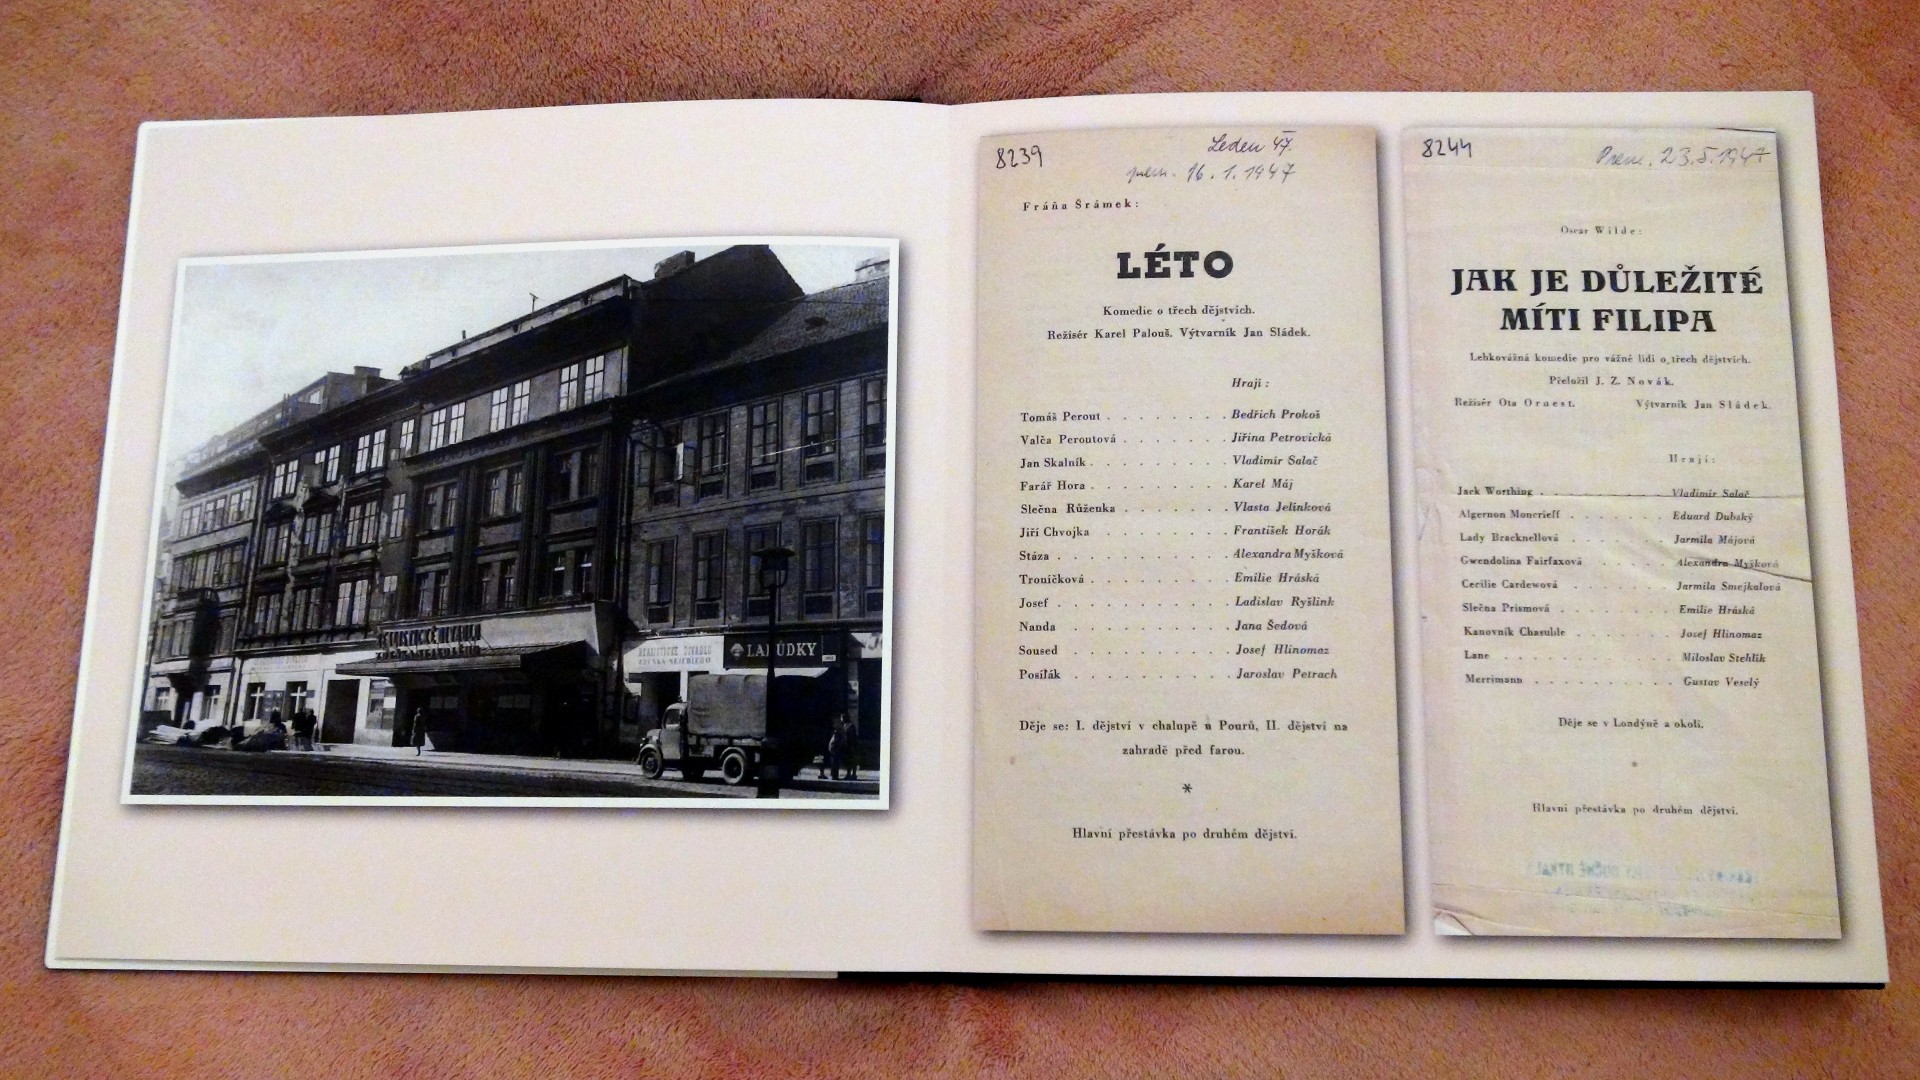 REALISTICKÉ DIVADLO
ZDEŇKA NEJEDLÉHO
LAHŮDKY
8239
Leden 47.
prem. 16.1.1947
Fráňa Šrámek:
LÉTO
Komedie o třech dějstvích.
Režisér Karel Palouš. Výtvarník Jan Sládek.
Hrají:
Tomáš Perout . . . . . . . . Bedřich Prokoš
Valča Peroutová . . . . . . . Jiřina Petrovická
Jan Skalník . . . . . . . . . Vladimír Salač
Farář Hora . . . . . . . . . Karel Máj
Slečna Růženka . . . . . . . Vlasta Jelínková
Jiří Chvojka . . . . . . . . František Horák
Stáza . . . . . . . . . . . Alexandra Myšková
Troníčková . . . . . . . . . Emilie Hráská
Josef . . . . . . . . . . . Ladislav Ryšlink
Nanda . . . . . . . . . . Jana Šedová
Soused . . . . . . . . . . Josef Hlinomaz
Posíľák . . . . . . . . . . Jaroslav Petrach
Děje se: I. dějství v chalupě u Pourů, II. dějství na
zahradě před farou.
*
Hlavní přestávka po druhém dějství.
8244
Prem. 23.5.1947
Oscar Wilde:
JAK JE DŮLEŽITÉ
MÍTI FILIPA
Lehkovážná komedie pro vážné lidi o třech dějstvích.
Přeložil J. Z. Novák.
Režisér Ota Ornest. Výtvarník Jan Sládek.
Hrají:
Jack Worthing . . . . . . . . Vladimír Salač
Algernon Moncrieff . . . . . . . Eduard Dubský
Lady Bracknellová . . . . . . . Jarmila Májová
Gwendolina Fairfaxová . . . . . Alexandra Myšková
Cecilie Cardewová . . . . . . . Jarmila Smejkalová
Slečna Prismová . . . . . . . . Emilie Hráská
Kanovník Chasuble . . . . . . . Josef Hlinomaz
Lane . . . . . . . . . . . Miloslav Stehlík
Merrimann . . . . . . . . . . Gustav Veselý
Děje se v Londýně a okolí.
*
Hlavní přestávka po druhém dějství.